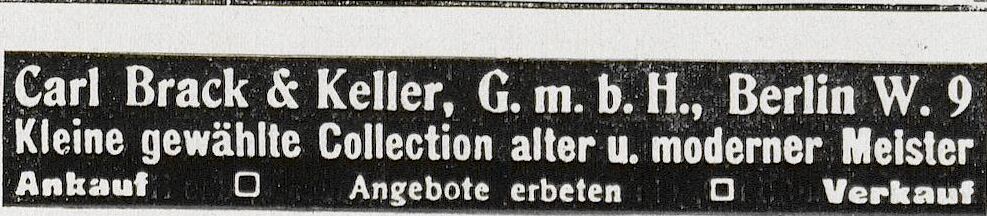 Carl Brack & Keller, G. m. b. H., Berlin W. 9
Kleine gewählte Collection alter u. moderner Meister
Ankauf □ Angebote erbeten □ Verkauf